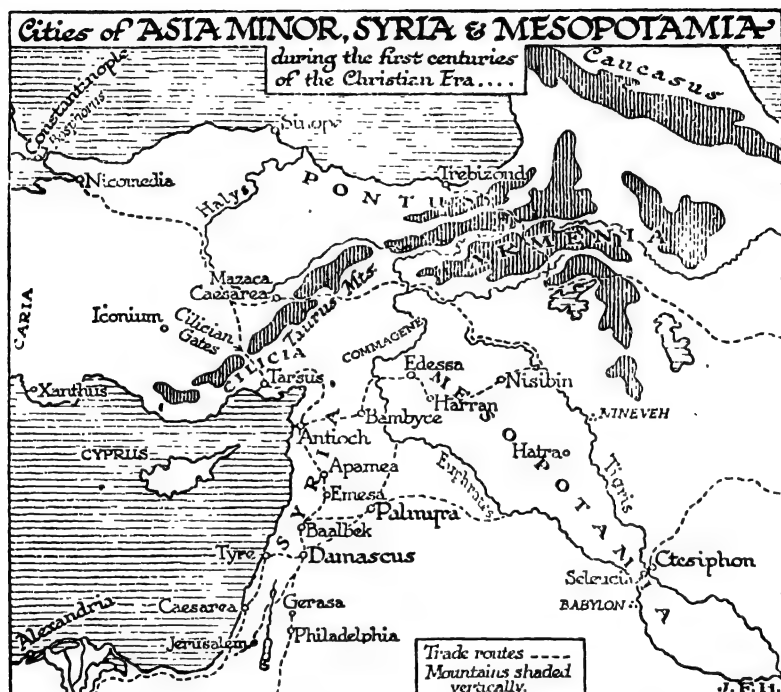 Cities of ASIA MINOR, SYRIA & MESOPOTAMIA
during the first centuries
of the Christian Era....
Caucasus
Constantinople
Bosphorus
Sinope
Nicomedia
Halys
PONTUS
Trebizond
ARMENIA
Mazaca
Caesarea
Taurus Mts.
CARIA
Iconium
Cilician
Gates
CILICIA
COMMAGENE
Tarsus
Xanthus
Edessa
Nisibin
Harran
MESOPOTAMIA
NINEVEH
Bambyce
Antioch
Hatra
CYPRUS
SYRIA
Apamea
Euphrates
Tigris
Emesa
Palmyra
Baalbek
Tyre
Damascus
Ctesiphon
Seleucia
BABYLON
Caesarea
Gerasa
Alexandria
Jerusalem
Philadelphia
Trade routes ----
Mountains shaded
vertically.
J.F.H.